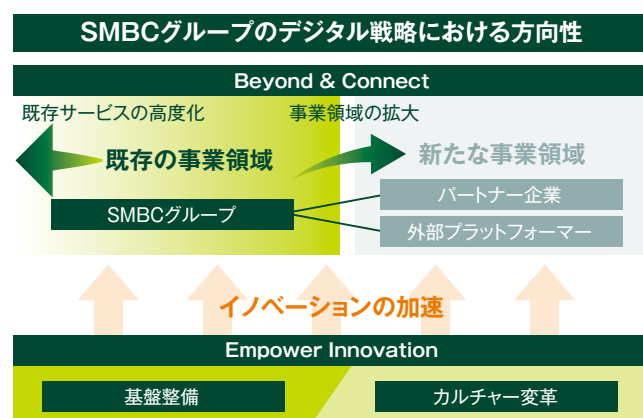 SMBCグループのデジタル戦略における方向性
Beyond & Connect
既存サービスの高度化
事業領域の拡大
既存の事業領域
新たな事業領域
SMBCグループ
パートナー企業
外部プラットフォーマー
イノベーションの加速
Empower Innovation
基盤整備
カルチャー変革